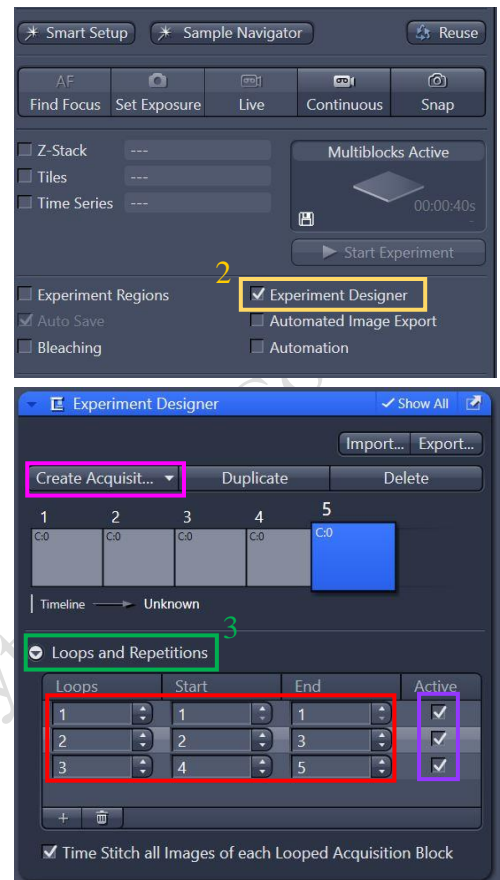 Smart Setup Sample Navigator Reuse
AF
Find Focus Set Exposure Live Continuous Snap
Z-Stack --- Multiblocks Active
Tiles ---
Time Series --- 00:00:40s
-
Start Experiment
2
Experiment Regions Experiment Designer
Auto Save Automated Image Export
Bleaching Automation
Experiment Designer Show All
Import... Export...
Create Acquisit... Duplicate Delete
1 2 3 4 5
C:0 C:0 C:0 C:0 C:0
Timeline Unknown
3
Loops and Repetitions
Loops Start End Active
1 1 1
2 2 3
3 4 5
+
Time Stitch all Images of each Looped Acquisition Block